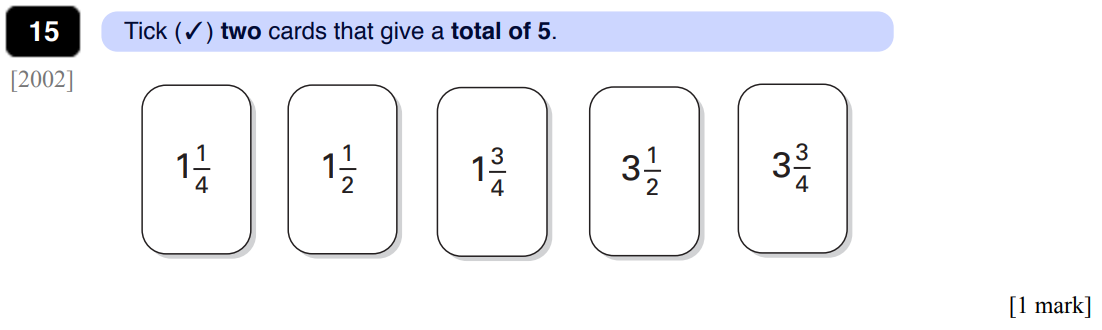 15 Tick (✓) two cards that give a total of 5.
[2002]
1 1/4 1 1/2 1 3/4 3 1/2 3 3/4
[1 mark]